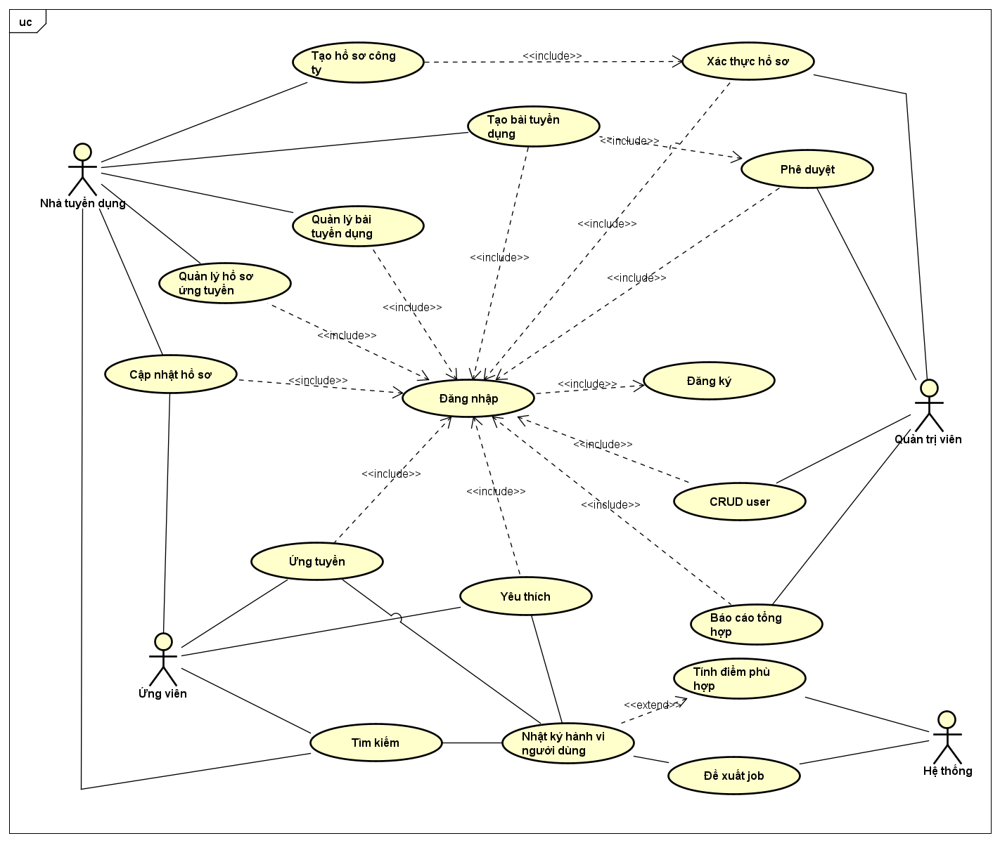 uc
Tạo hồ sơ công
ty
<<include>>
Xác thực hồ sơ
Tạo bài tuyển
dụng
<<include>>
Phê duyệt
Nhà tuyển dụng
Quản lý bài
tuyển dụng
<<include>>
<<include>>
Quản lý hồ sơ
ứng tuyển
<<include>>
<<include>>
<<include>>
Cập nhật hồ sơ
<<include>>
<<include>>
Đăng ký
Đăng nhập
Quản trị viên
<<include>>
<<include>>
<<include>>
CRUD user
<<include>>
Ứng tuyển
Yêu thích
Báo cáo tổng
hợp
Tính điểm phù
hợp
Ứng viên
<<extend>>
Tìm kiếm
Nhật ký hành vi
người dùng
Đề xuất job
Hệ thống